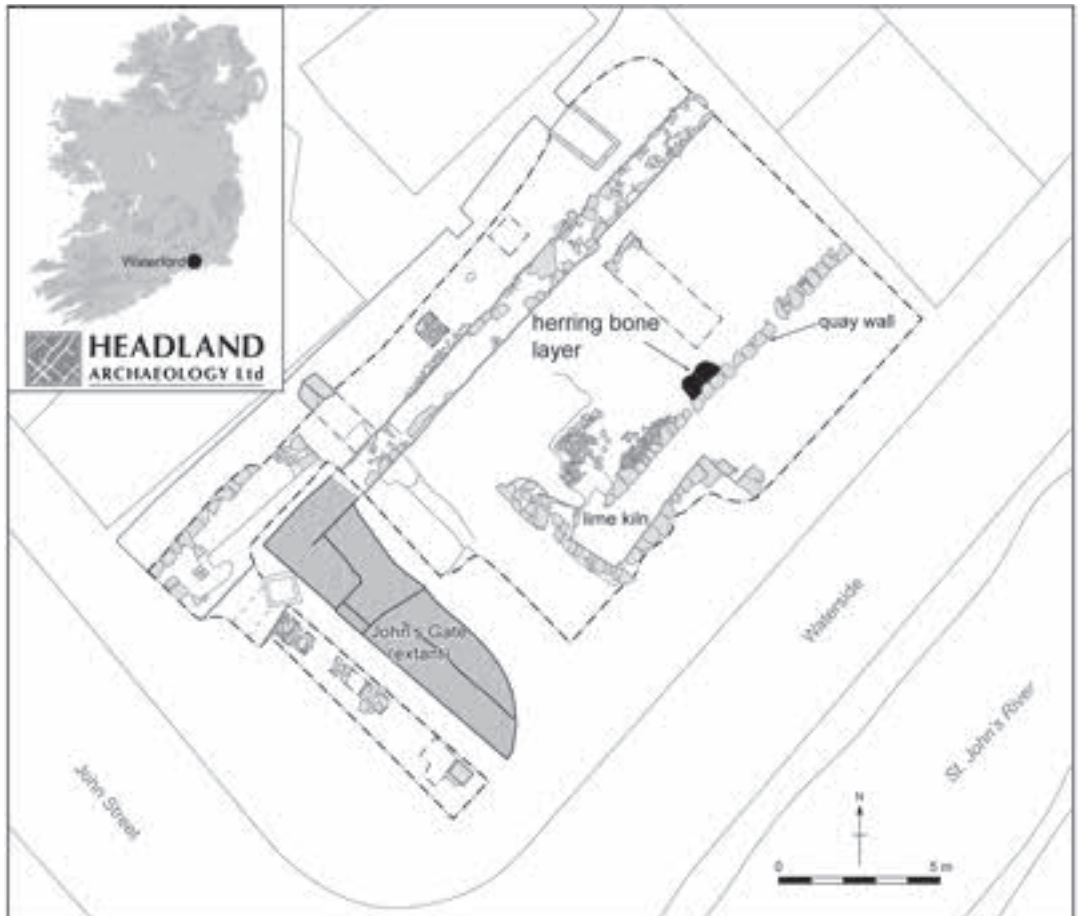 Waterford
HEADLAND
ARCHAEOLOGY Ltd
herring bone
layer
quay wall
lime kiln
John's Gate
(extant)
Waterside
St. John's River
John Street
N
0 5 m